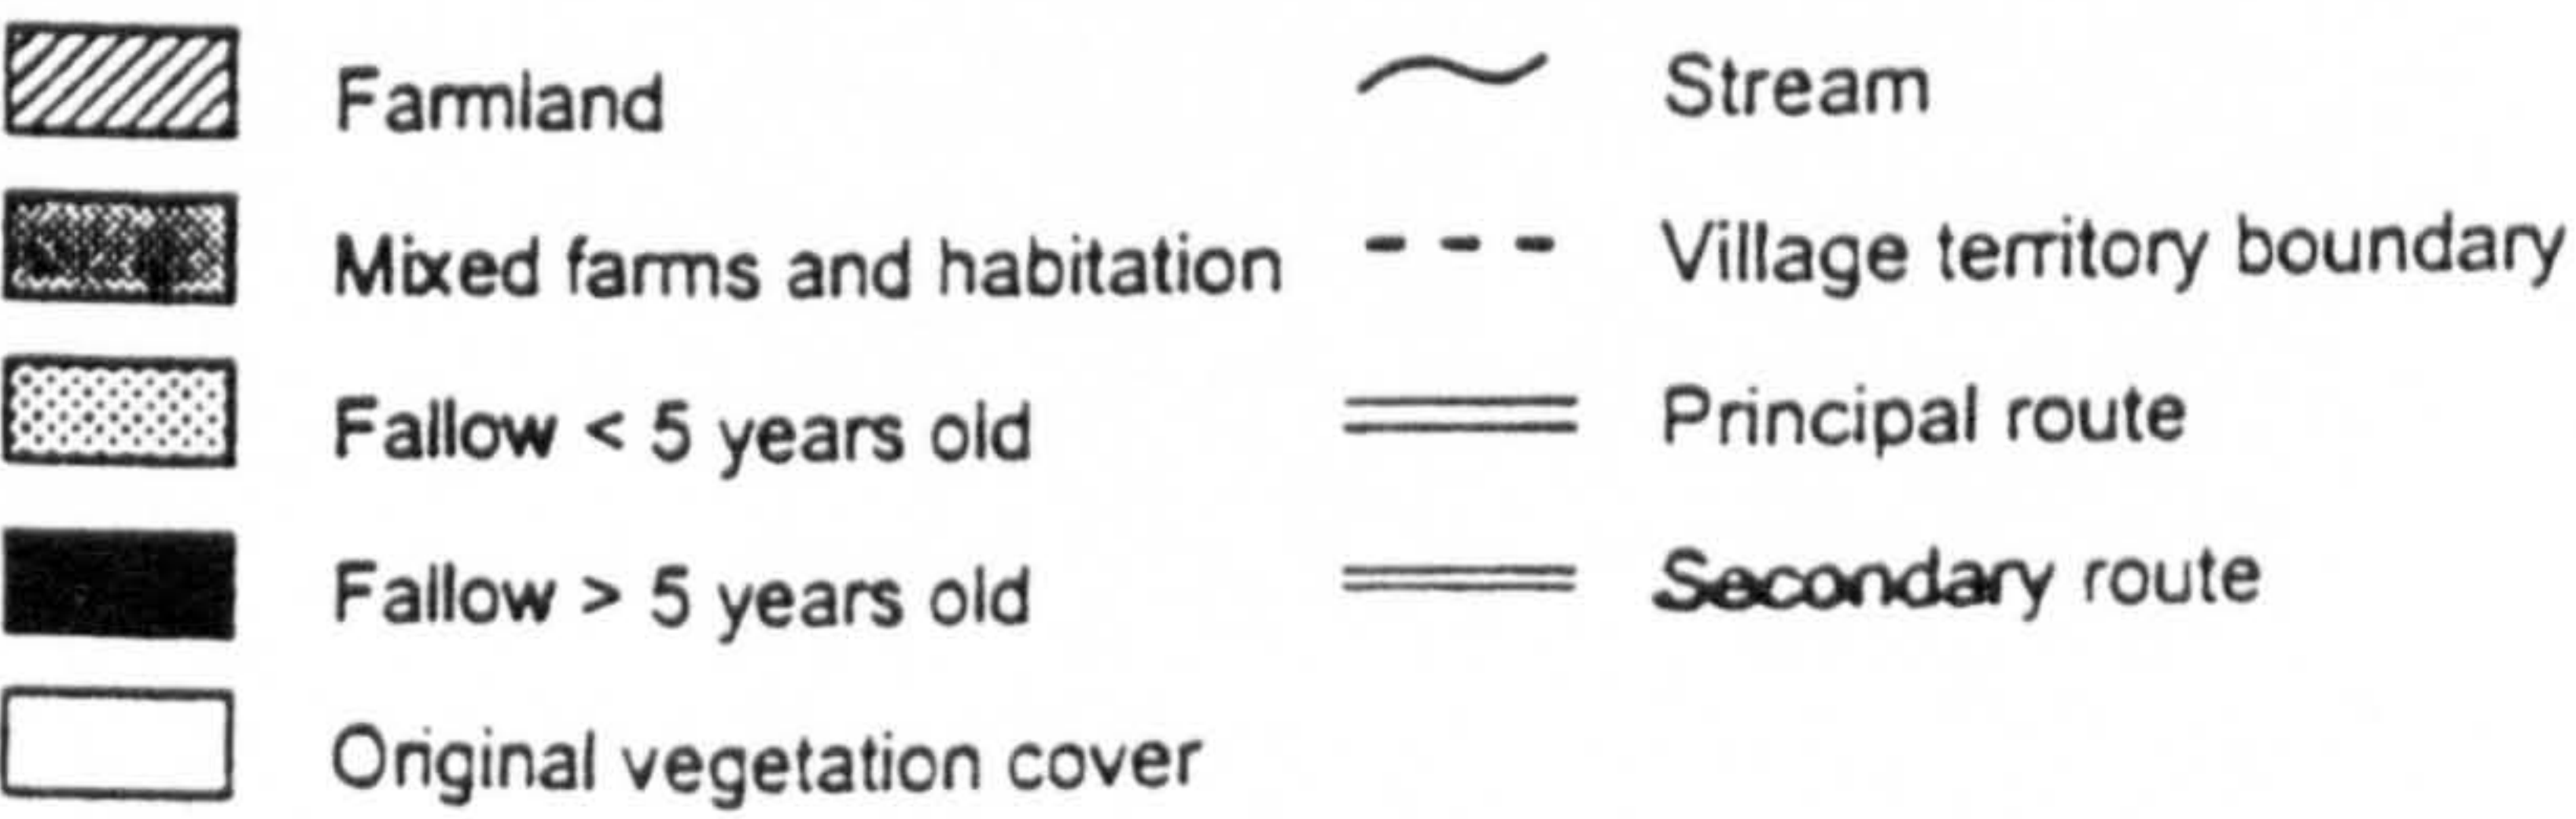 Farmland
Mixed farms and habitation
Fallow < 5 years old
Fallow > 5 years old
Original vegetation cover
Stream
Village territory boundary
Principal route
Secondary route